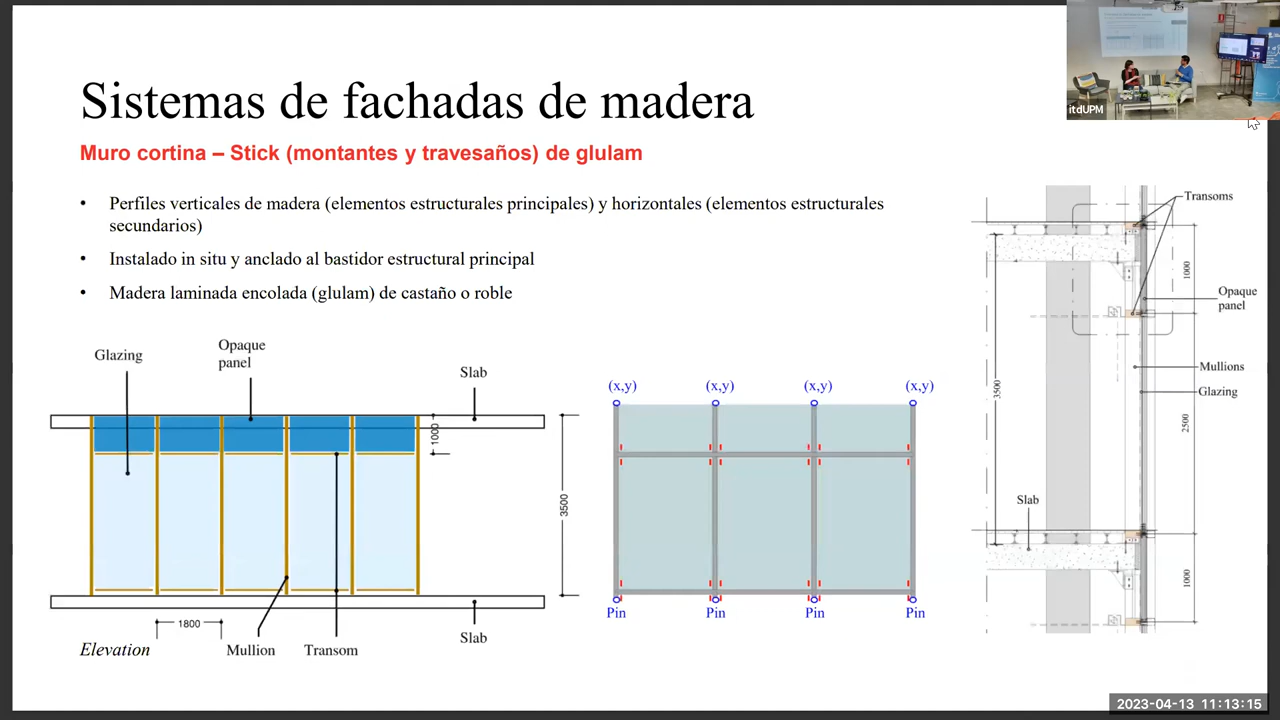 Sistemas de fachadas de madera
Muro cortina – Stick (montantes y travesaños) de glulam
• Perfiles verticales de madera (elementos estructurales principales) y horizontales (elementos estructurales
secundarios)
• Instalado in situ y anclado al bastidor estructural principal
• Madera laminada encolada (glulam) de castaño o roble
Glazing
Opaque
panel
Slab
1000
3500
1800
Elevation
Mullion
Transom
Slab
(x,y)
(x,y)
(x,y)
(x,y)
Pin
Pin
Pin
Pin
Transoms
1000
Opaque
panel
Mullions
Glazing
3500
2500
Slab
1000
itdUPM
2023-04-13 11:13:15